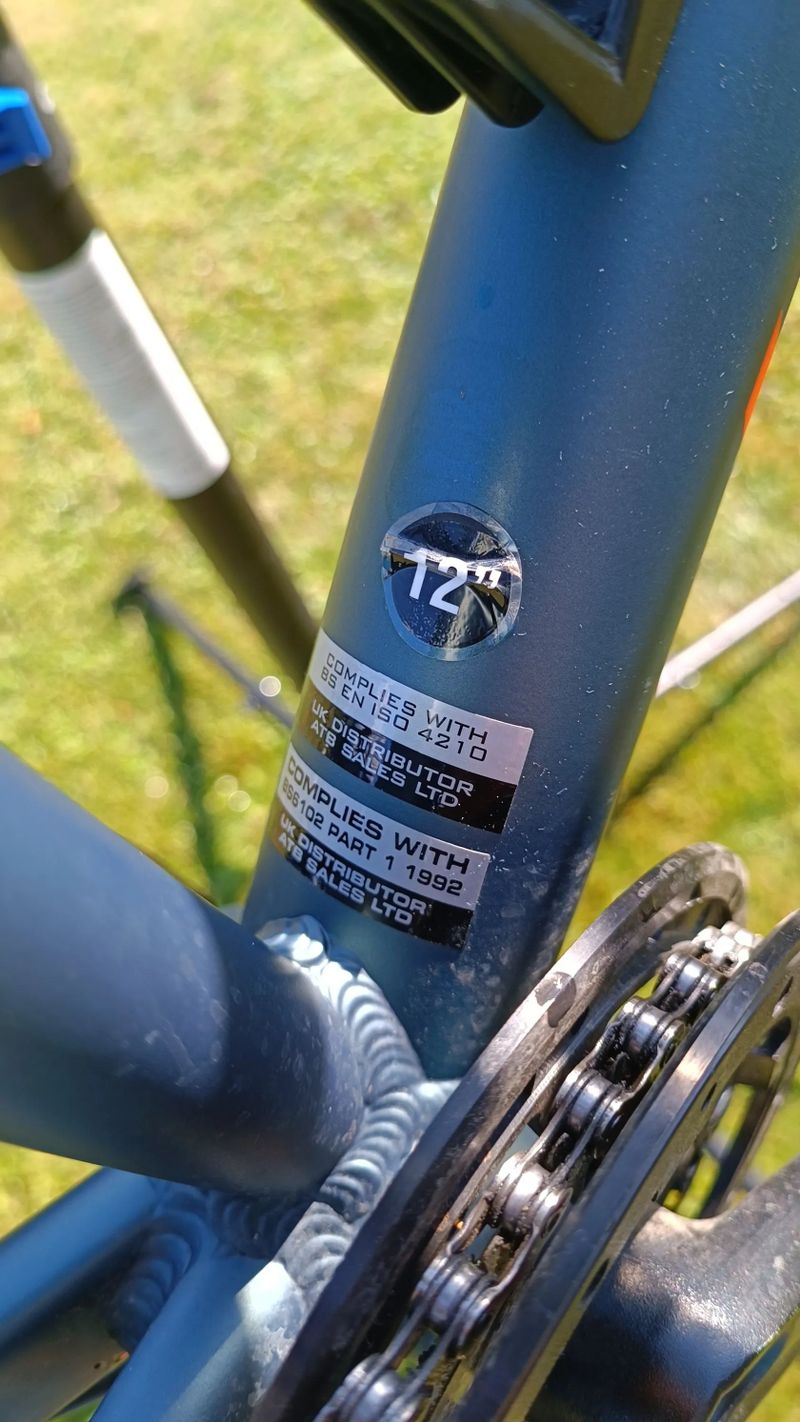 12”
COMPLIES WITH
BS EN ISO 4210
UK DISTRIBUTOR
ATB SALES LTD
COMPLIES WITH
BS6102 PART 1 1992
UK DISTRIBUTOR
ATB SALES LTD